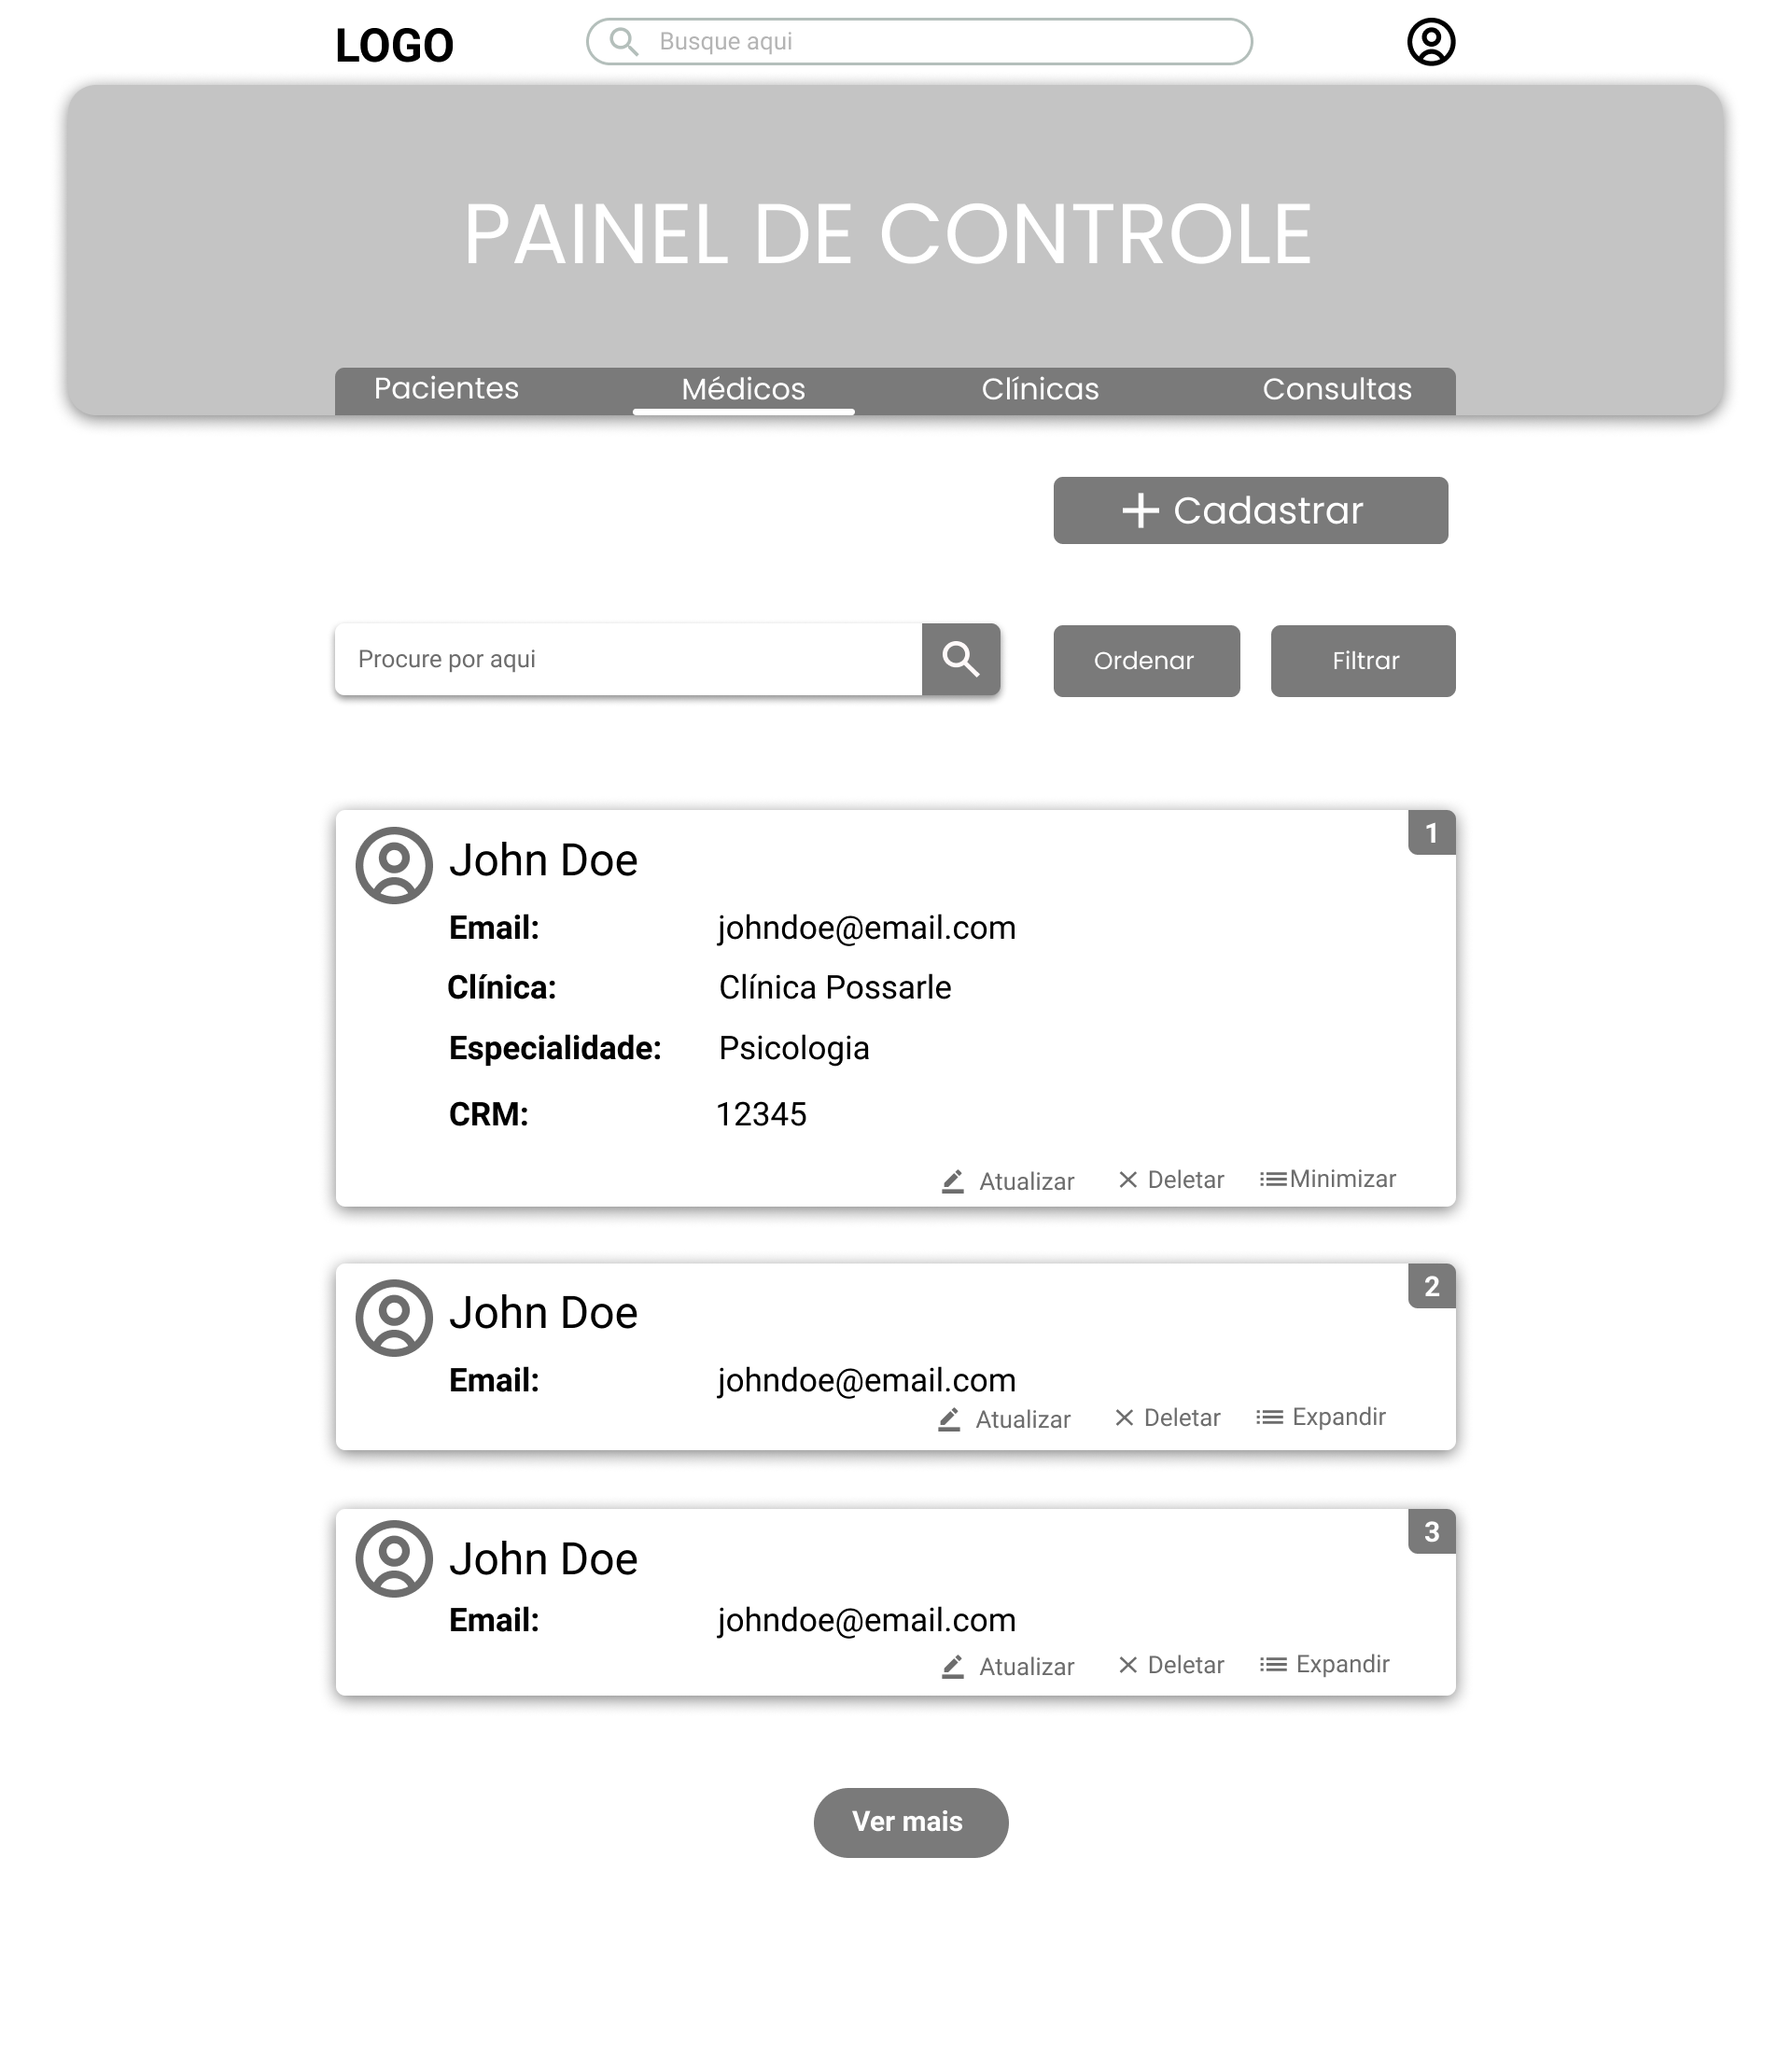 LOGO
Busque aqui
PAINEL DE CONTROLE
Pacientes Médicos Clínicas Consultas
Cadastrar
Procure por aqui
Ordenar Filtrar
1
John Doe
Email: johndoe@email.com
Clínica: Clínica Possarle
Especialidade: Psicologia
CRM: 12345
Atualizar Deletar Minimizar
2
John Doe
Email: johndoe@email.com
Atualizar Deletar Expandir
3
John Doe
Email: johndoe@email.com
Atualizar Deletar Expandir
Ver mais